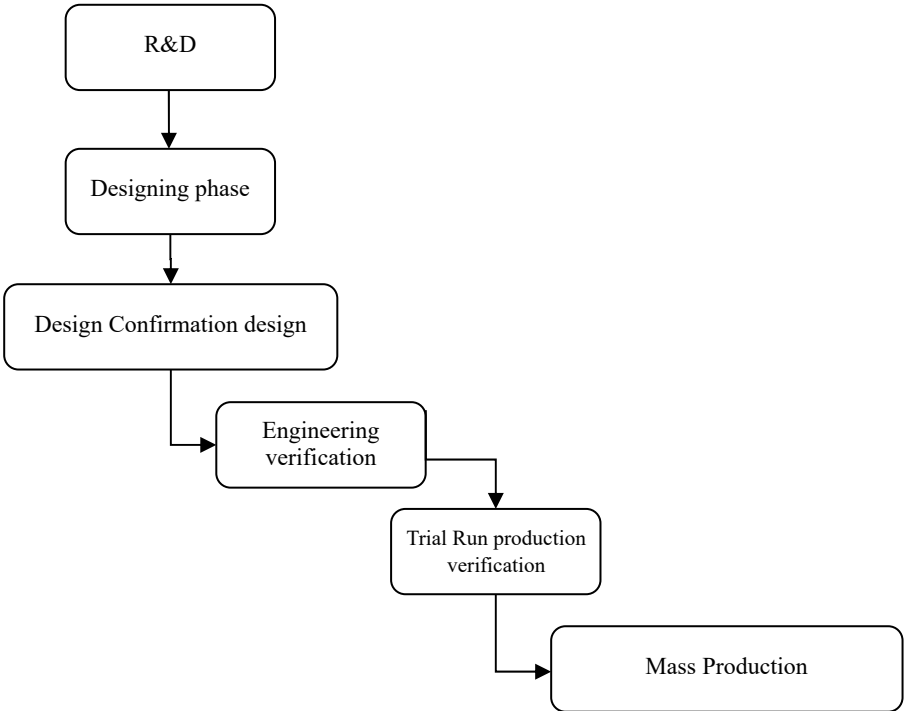 R&D
Designing phase
Design Confirmation design
Engineering
verification
Trial Run production
verification
Mass Production